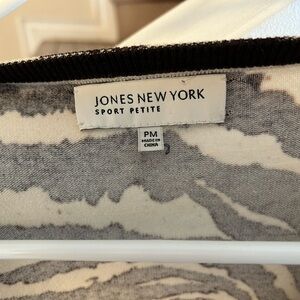 JONES NEW YORK
SPORT PETITE
PM
MADE IN
CHINA